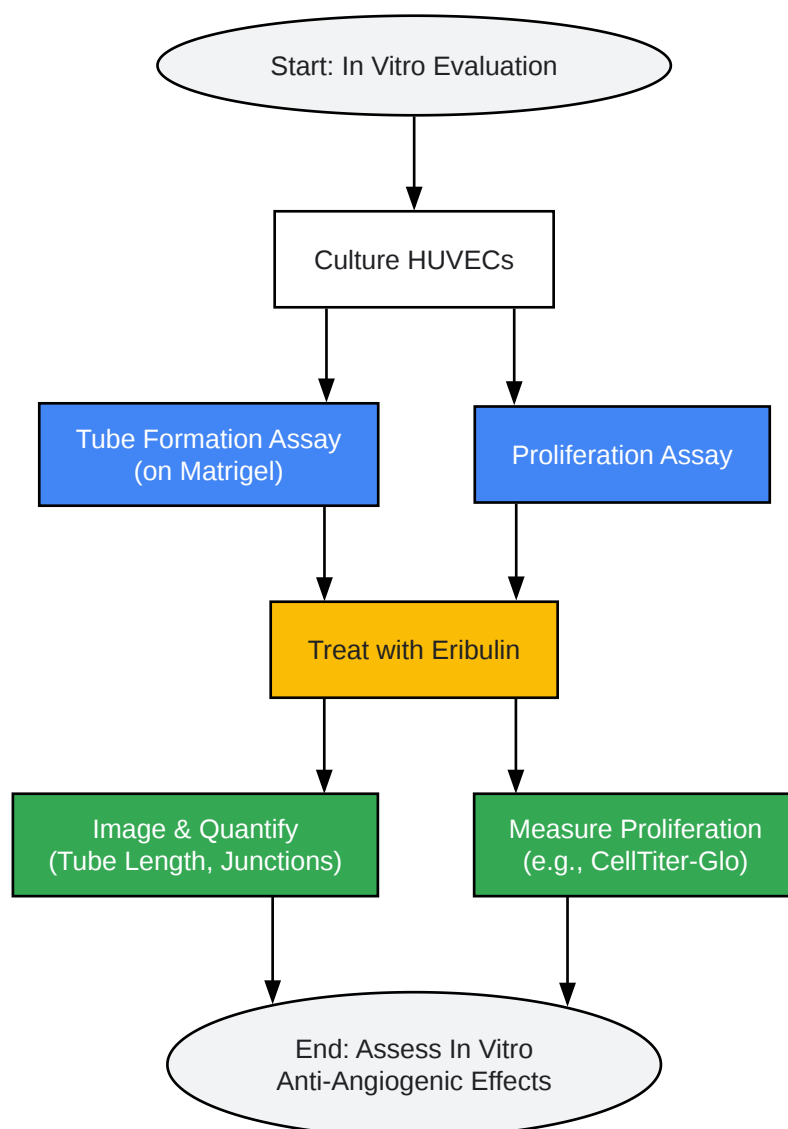 Start: In Vitro Evaluation
Culture HUVECs
Tube Formation Assay
(on Matrigel)
Proliferation Assay
Treat with Eribulin
Image & Quantify
(Tube Length, Junctions)
Measure Proliferation
(e.g., CellTiter-Glo)
End: Assess In Vitro
Anti-Angiogenic Effects